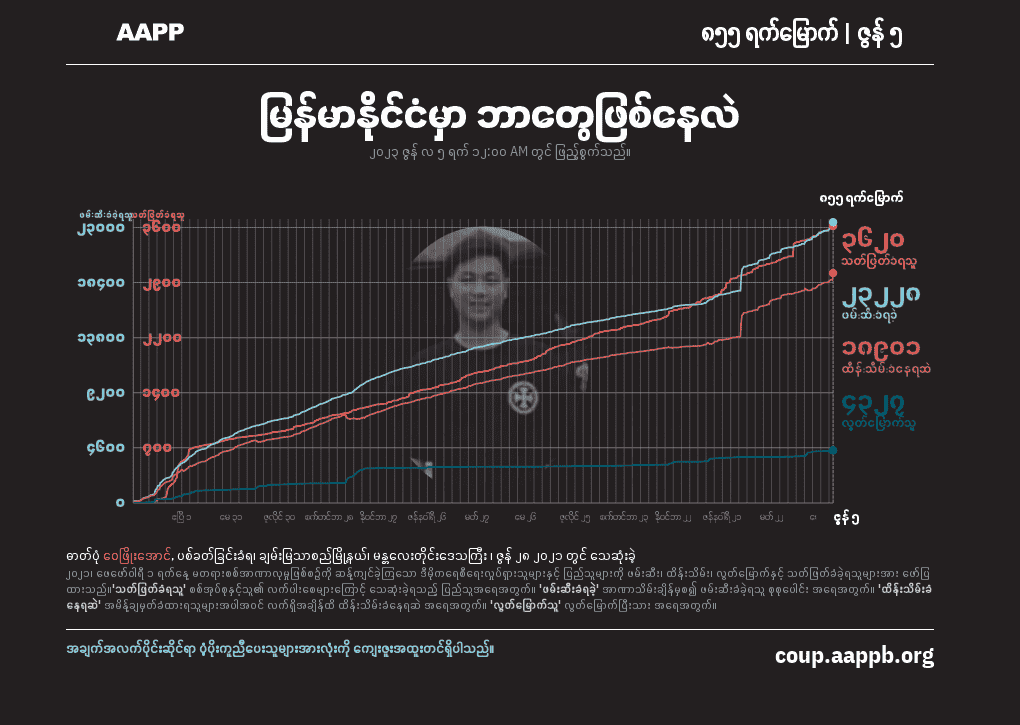 AAPP
၈၅၅ ရက်မြောက် | ဇွန် ၅
မြန်မာနိုင်ငံမှာ ဘာတွေဖြစ်နေလဲ
၂၀၂၃ ဇွန် လ ၅ ရက် ၁၂:၀၀ AM တွင် ဖြည့်စွက်သည်။
၈၅၅ ရက်မြောက်
ဖမ်းဆီးခံခဲ့ရသူ သတ်ဖြတ်ခံရသူ
၂၃၀၀၀ ၃၆၀၀
၁၈၄၀၀ ၂၉၀၀
၁၃၈၀၀ ၂၂၀၀
၉၂၀၀ ၁၄၀၀
၄၆၀၀ ၇၀၀
၀
၃၆၂၀
သတ်ဖြတ်ခံရသူ
၂၃၂၂၈
ဖမ်းဆီးခံရခဲ့
၁၈၉၀၁
ထိန်းသိမ်းခံနေရဆဲ
၄၃၂၇
လွတ်မြောက်သူ
ဧပြီ ၁ မေ ၃၁ ဇူလိုင် ၃၀ စက်တင်ဘာ ၂၈ နိုဝင်ဘာ ၂၇ ဇန်နဝါရီ ၂၆ မတ် ၂၇ မေ ၂၆ ဇူလိုင် ၂၅ စက်တင်ဘာ ၂၃ နိုဝင်ဘာ ၂၂ ဇန်နဝါရီ ၂၁ မတ် ၂၂ ဇွန် ၅
ဓာတ်ပုံ ဝေဖြိုးအောင်, ပစ်ခတ်ခြင်းခံရ၊ ချမ်းမြသာစည်မြို့နယ်၊ မန္တလေးတိုင်းဒေသကြီး ၊ ဇွန် ၂၈ ၂၀၂၁ တွင် သေဆုံးခဲ့
၂၀၂၁၊ ဖေဖော်ဝါရီ ၁ ရက်နေ့ မတရားစစ်အာဏာလုမှုဖြစ်စဉ်ကို ဆန့်ကျင်ခဲ့ကြသော ဒီမိုကရေစီရေးလှုပ်ရှားသူများနှင့် ပြည်သူများကို ဖမ်းဆီး၊ ထိန်းသိမ်း၊ လွတ်မြောက်နှင့် သတ်ဖြတ်ခံခဲ့ရသူများအား ဖော်ပြ
ထားသည်။'သတ်ဖြတ်ခံရသူ' စစ်အုပ်စုနှင့်သူ၏ လက်ပါးစေများကြောင့် သေဆုံးခဲ့ရသည့် ပြည်သူအရေအတွက်။ 'ဖမ်းဆီးခံရခဲ့' အာဏာသိမ်းချိန်မှစ၍ ဖမ်းဆီးခံခဲ့ရသူ စုစုပေါင်း အရေအတွက်။ 'ထိန်းသိမ်းခံ
နေရဆဲ' အမိန့်ချမှတ်ခံထားရသူများအပါအဝင် လက်ရှိအချိန်ထိ ထိန်းသိမ်းခံနေရဆဲ အရေအတွက်။ 'လွတ်မြောက်သူ' လွတ်မြောက်ပြီးသား အရေအတွက်။
အချက်အလက်ပိုင်းဆိုင်ရာ ပံ့ပိုးကူညီပေးသူများအားလုံးကို ကျေးဇူးအထူးတင်ရှိပါသည်။
coup.aappb.org